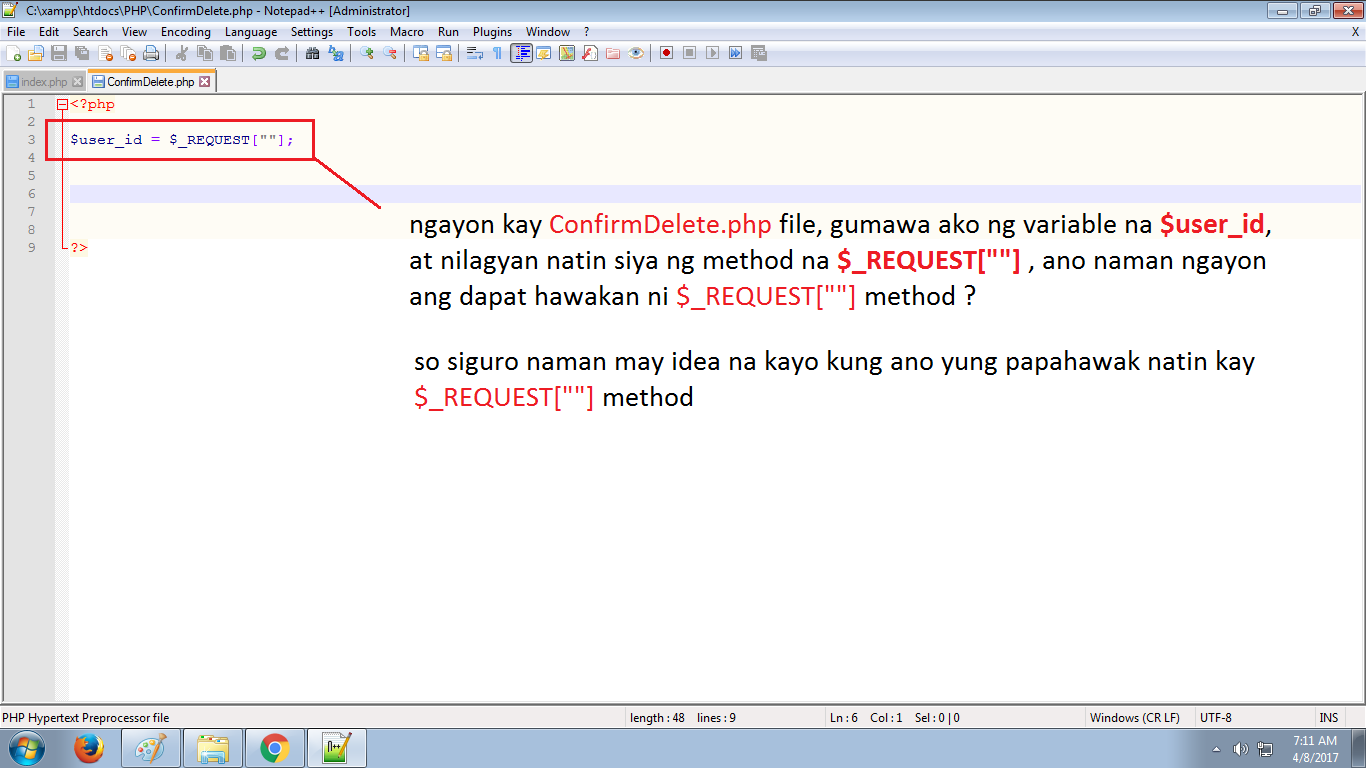 C:\xampp\htdocs\PHP\ConfirmDelete.php - Notepad++ [Administrator]
File Edit Search View Encoding Language Settings Tools Macro Run Plugins Window ? X
index.php ConfirmDelete.php
1 <?php
2
3 $user_id = $_REQUEST[""];
4
5
6
7
8
9 ?>
ngayon kay ConfirmDelete.php file, gumawa ako ng variable na $user_id,
at nilagyan natin siya ng method na $_REQUEST[""] , ano naman ngayon
ang dapat hawakan ni $_REQUEST[""] method ?
so siguro naman may idea na kayo kung ano yung papahawak natin kay
$_REQUEST[""] method
PHP Hypertext Preprocessor file length : 48 lines : 9 Ln : 6 Col : 1 Sel : 0 | 0 Windows (CR LF) UTF-8 INS
7:11 AM
4/8/2017